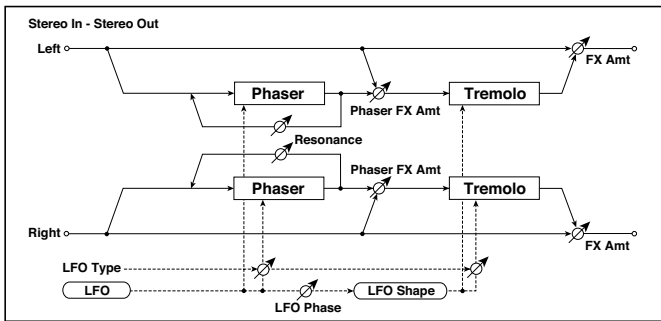 Stereo In - Stereo Out
Left
FX Amt
Phaser
Tremolo
Phaser FX Amt
Resonance
Phaser FX Amt
Phaser
Tremolo
Right
FX Amt
LFO Type
LFO
LFO Shape
LFO Phase